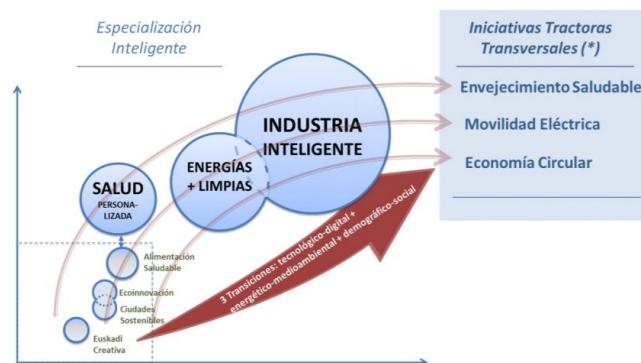 Especialización
Inteligente
Iniciativas Tractoras
Transversales (*)
Envejecimiento Saludable
Movilidad Eléctrica
Economía Circular
INDUSTRIA
INTELIGENTE
ENERGÍAS
+ LIMPIAS
SALUD
PERSONA-
LIZADA
Alimentación
Saludable
Ecoinnovación
Ciudades
Sostenibles
Euskadi
Creativa
3 Transiciones: tecnológico-digital +
energético-medioambiental + demográfico-social